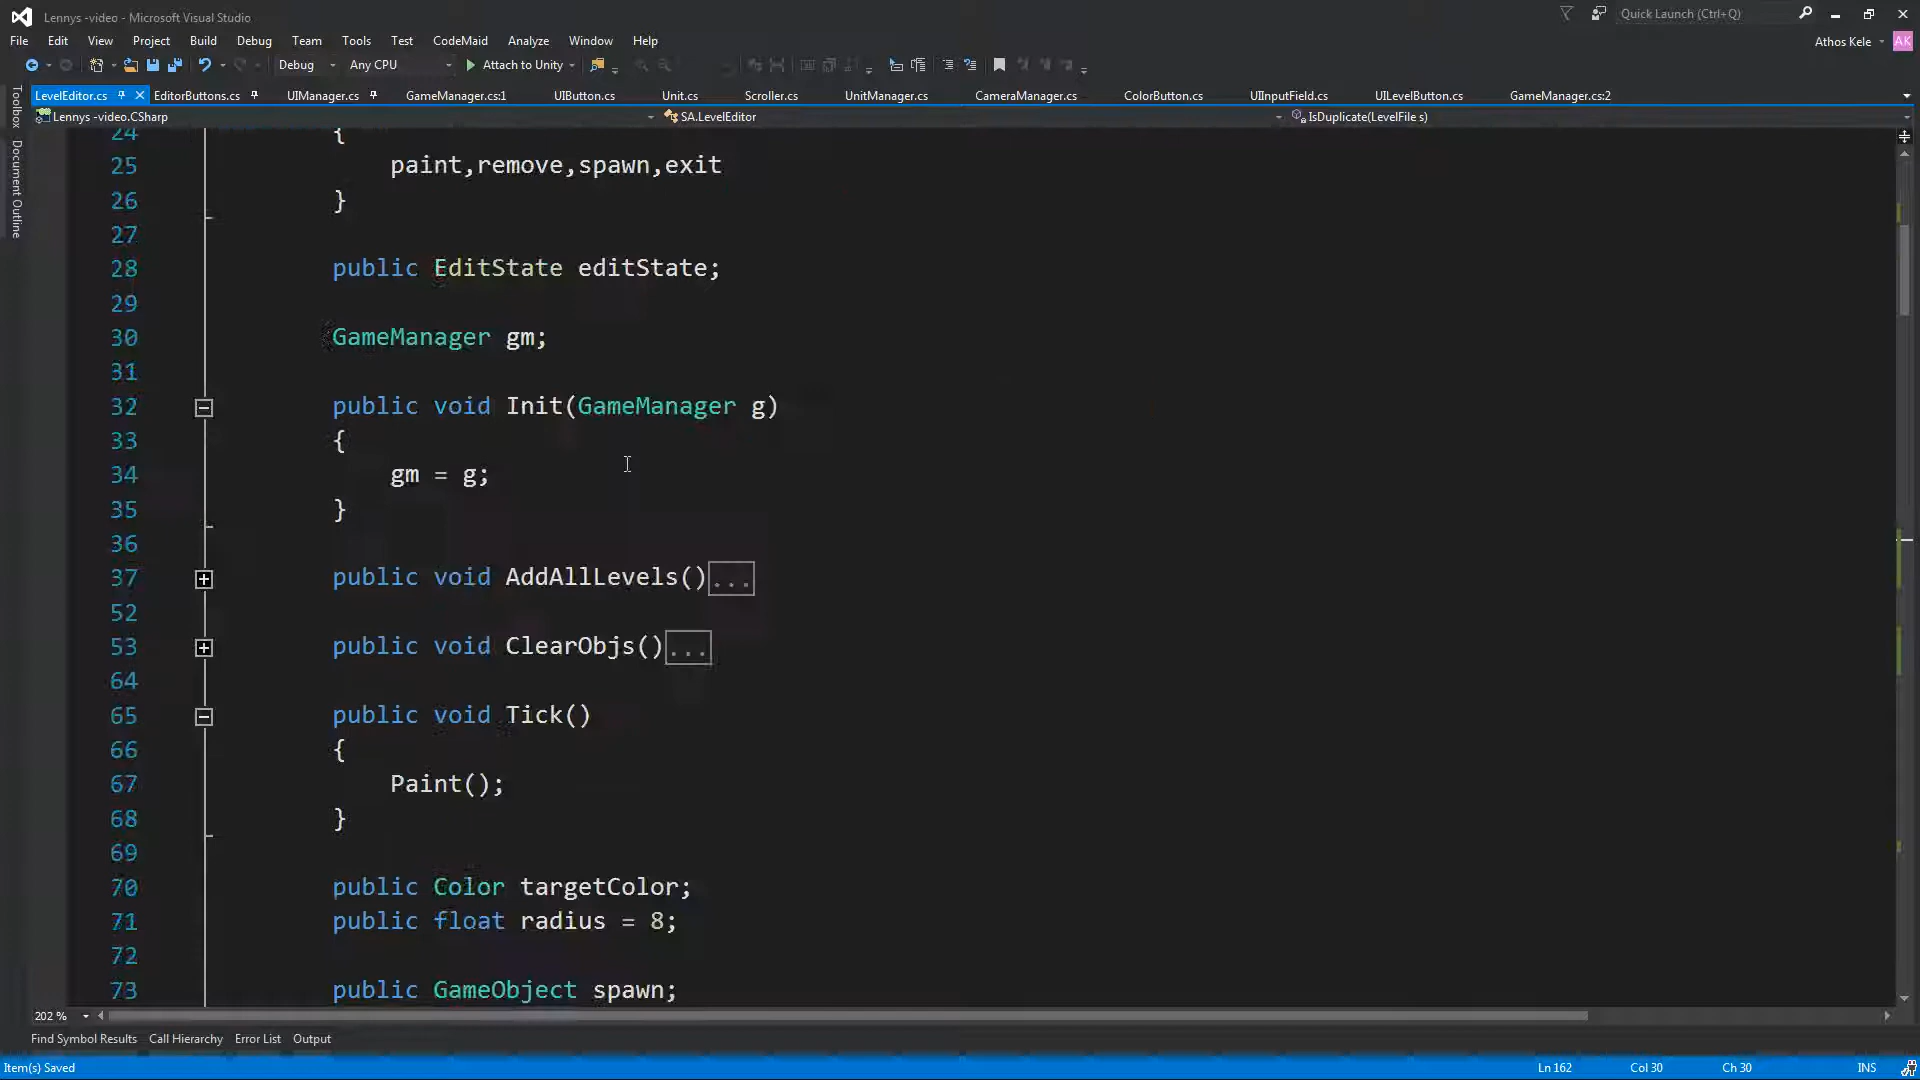 Lennys -video - Microsoft Visual Studio
Quick Launch (Ctrl+Q)
File Edit View Project Build Debug Team Tools Test CodeMaid Analyze Window Help
Athos Kele AK
Debug Any CPU Attach to Unity
LevelEditor.cs EditorButtons.cs UIManager.cs GameManager.cs:1 UIButton.cs Unit.cs Scroller.cs UnitManager.cs CameraManager.cs ColorButton.cs UIInputField.cs UILevelButton.cs GameManager.cs:2
Lennys -video.CSharp SA.LevelEditor IsDuplicate(LevelFile s)
Toolbox
Document Outline
24 {
25 paint,remove,spawn,exit
26 }
27
28 public EditState editState;
29
30 GameManager gm;
31
32 public void Init(GameManager g)
33 {
34 gm = g;
35 }
36
37 public void AddAllLevels()...
52
53 public void ClearObjs()...
64
65 public void Tick()
66 {
67 Paint();
68 }
69
70 public Color targetColor;
71 public float radius = 8;
72
73 public GameObject spawn;
202 %
Find Symbol Results Call Hierarchy Error List Output
Item(s) Saved Ln 162 Col 30 Ch 30 INS